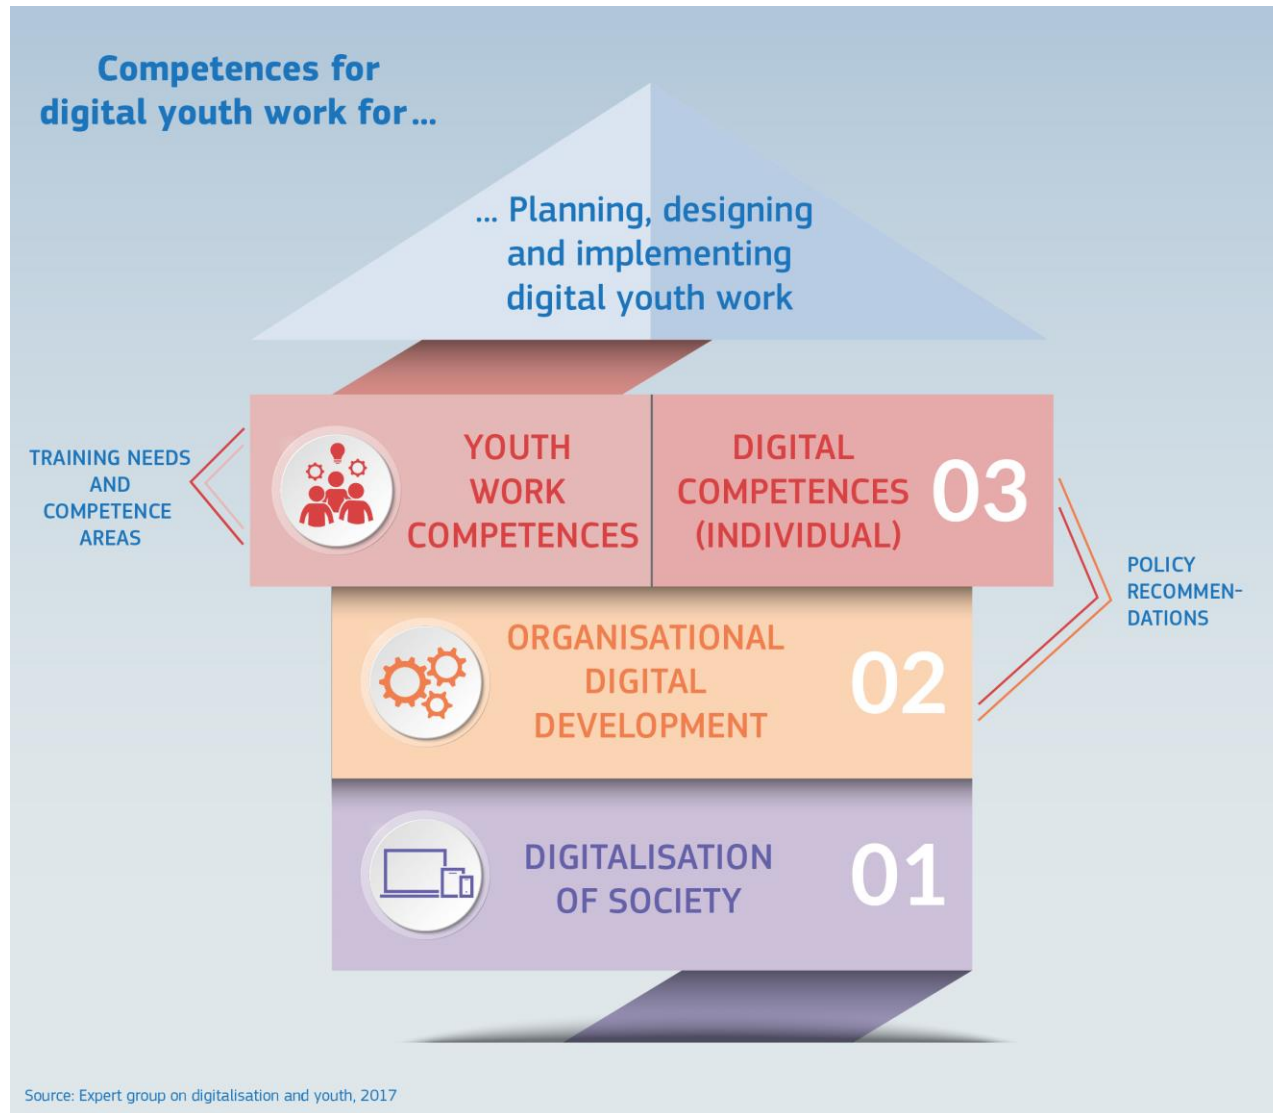 Competences for
digital youth work for...
... Planning, designing
and implementing
digital youth work
TRAINING NEEDS
AND
COMPETENCE
AREAS
YOUTH
WORK
COMPETENCES
DIGITAL
COMPETENCES
(INDIVIDUAL)
03
POLICY
RECOMMEN-
DATIONS
ORGANISATIONAL
DIGITAL
DEVELOPMENT
02
DIGITALISATION
OF SOCIETY
01
Source: Expert group on digitalisation and youth, 2017